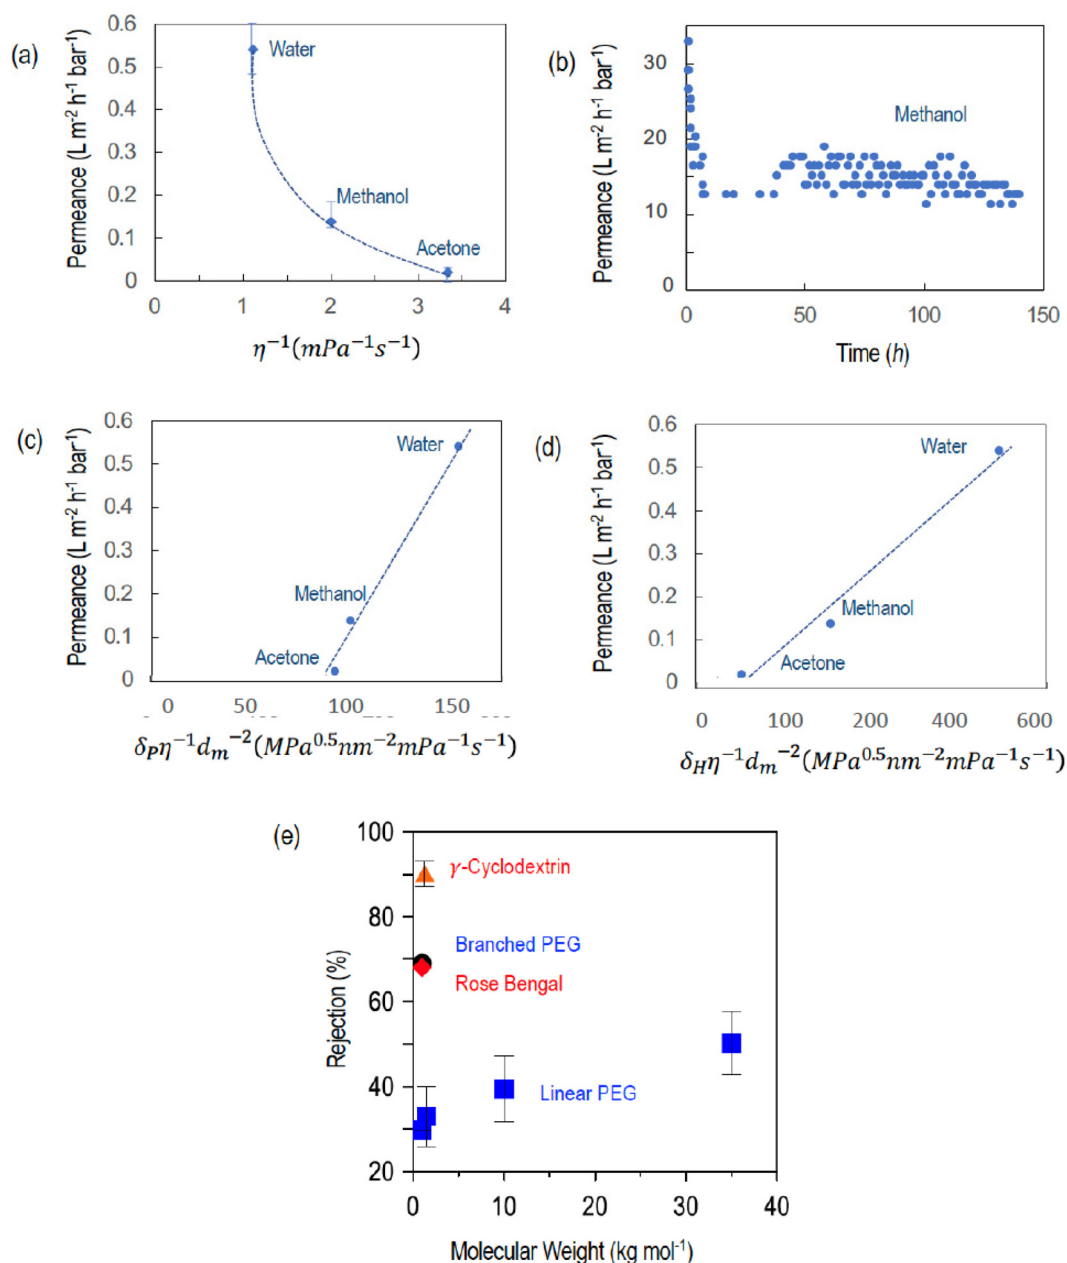 (a)
Permeance (L m⁻² h⁻¹ bar⁻¹)
0.6
0.5
0.4
0.3
0.2
0.1
0
Water
Methanol
Acetone
0 1 2 3 4
η⁻¹(mPa⁻¹s⁻¹)
(b)
Permeance (L m⁻² h⁻¹ bar⁻¹)
30
20
10
0
Methanol
0 50 100 150
Time (h)
(c)
Permeance (L m⁻² h⁻¹ bar⁻¹)
0.6
0.5
0.4
0.3
0.2
0.1
0
Water
Methanol
Acetone
0 50 100 150
δ_Pη⁻¹d_m⁻²(MPa⁰·⁵nm⁻²mPa⁻¹s⁻¹)
(d)
Permeance (L m⁻² h⁻¹ bar⁻¹)
0.6
0.5
0.4
0.3
0.2
0.1
0
Water
Methanol
Acetone
0 100 200 400 600
δ_Hη⁻¹d_m⁻²(MPa⁰·⁵nm⁻²mPa⁻¹s⁻¹)
(e)
Rejection (%)
100
80
60
40
20
γ-Cyclodextrin
Branched PEG
Rose Bengal
Linear PEG
0 10 20 30 40
Molecular Weight (kg mol⁻¹)